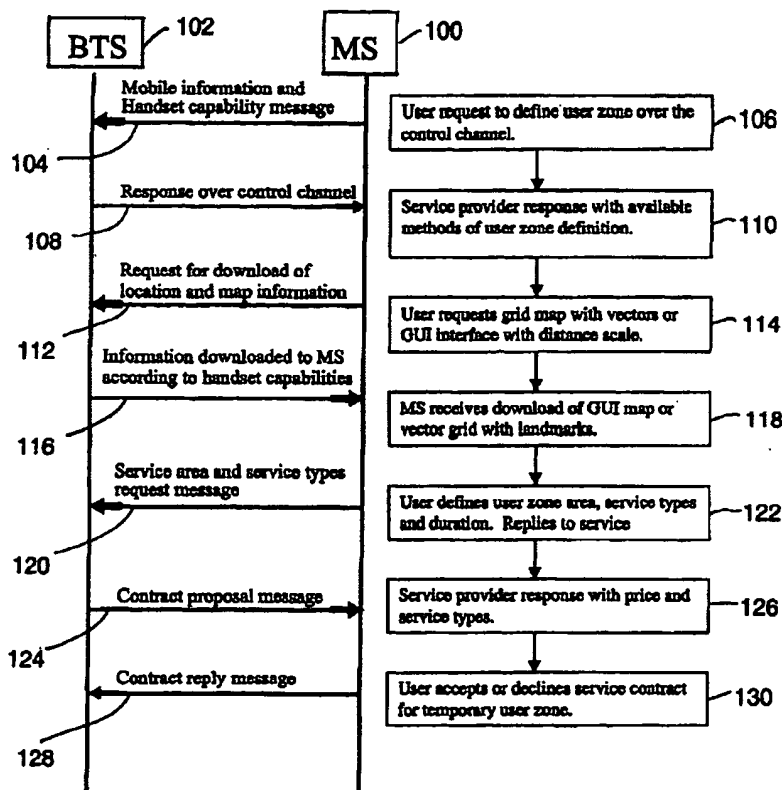 BTS
102
MS
100
Mobile information and
Handset capability message
104
User request to define user zone over the
control channel.
106
Response over control channel
108
Service provider response with available
methods of user zone definition.
110
Request for download of
location and map information
112
User requests grid map with vectors or
GUI interface with distance scale.
114
Information downloaded to MS
according to handset capabilities
116
MS receives download of GUI map or
vector grid with landmarks.
118
Service area and service types
request message
120
User defines user zone area, service types
and duration. Replies to service
122
Contract proposal message
124
Service provider response with price and
service types.
126
Contract reply message
128
User accepts or declines service contract
for temporary user zone.
130